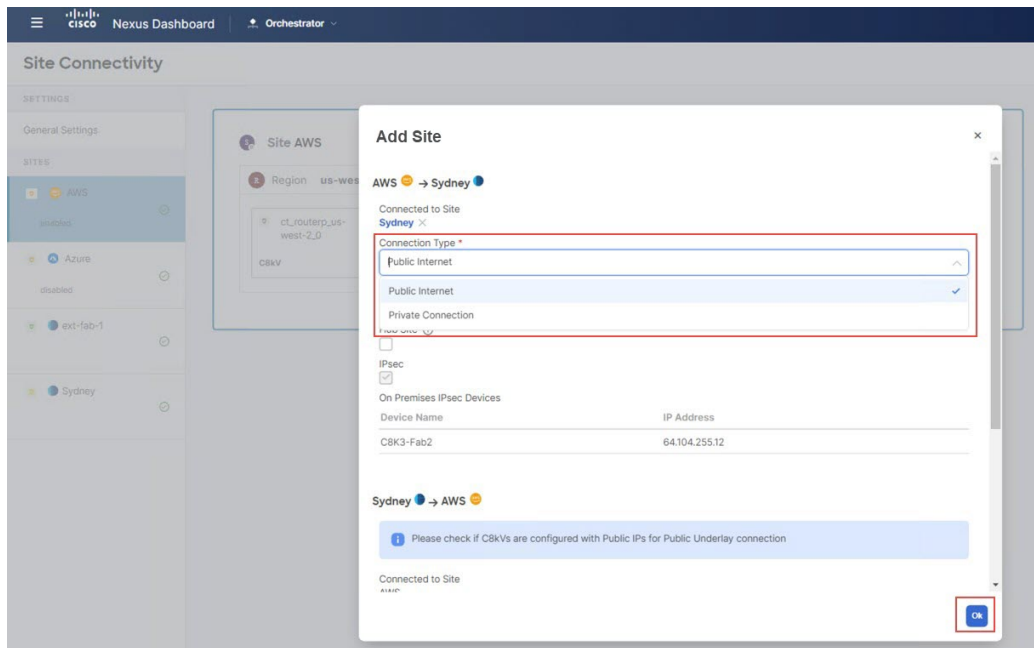 CISCO Nexus Dashboard Orchestrator
Site Connectivity
SETTINGS
General Settings
SITES
AWS
enabled
Azure
disabled
ext-fab-1
Sydney
Site AWS
Region us-wes
ct_routerp_us-
west-2_0
C8kV
Add Site
AWS → Sydney
Connected to Site
Sydney ×
Connection Type *
Public Internet
Public Internet
Private Connection
Hub Site
IPsec
On Premises IPsec Devices
Device Name IP Address
C8K3-Fab2 64.104.255.12
Sydney → AWS
Please check if C8kVs are configured with Public IPs for Public Underlay connection
Connected to Site
AWS
Ok